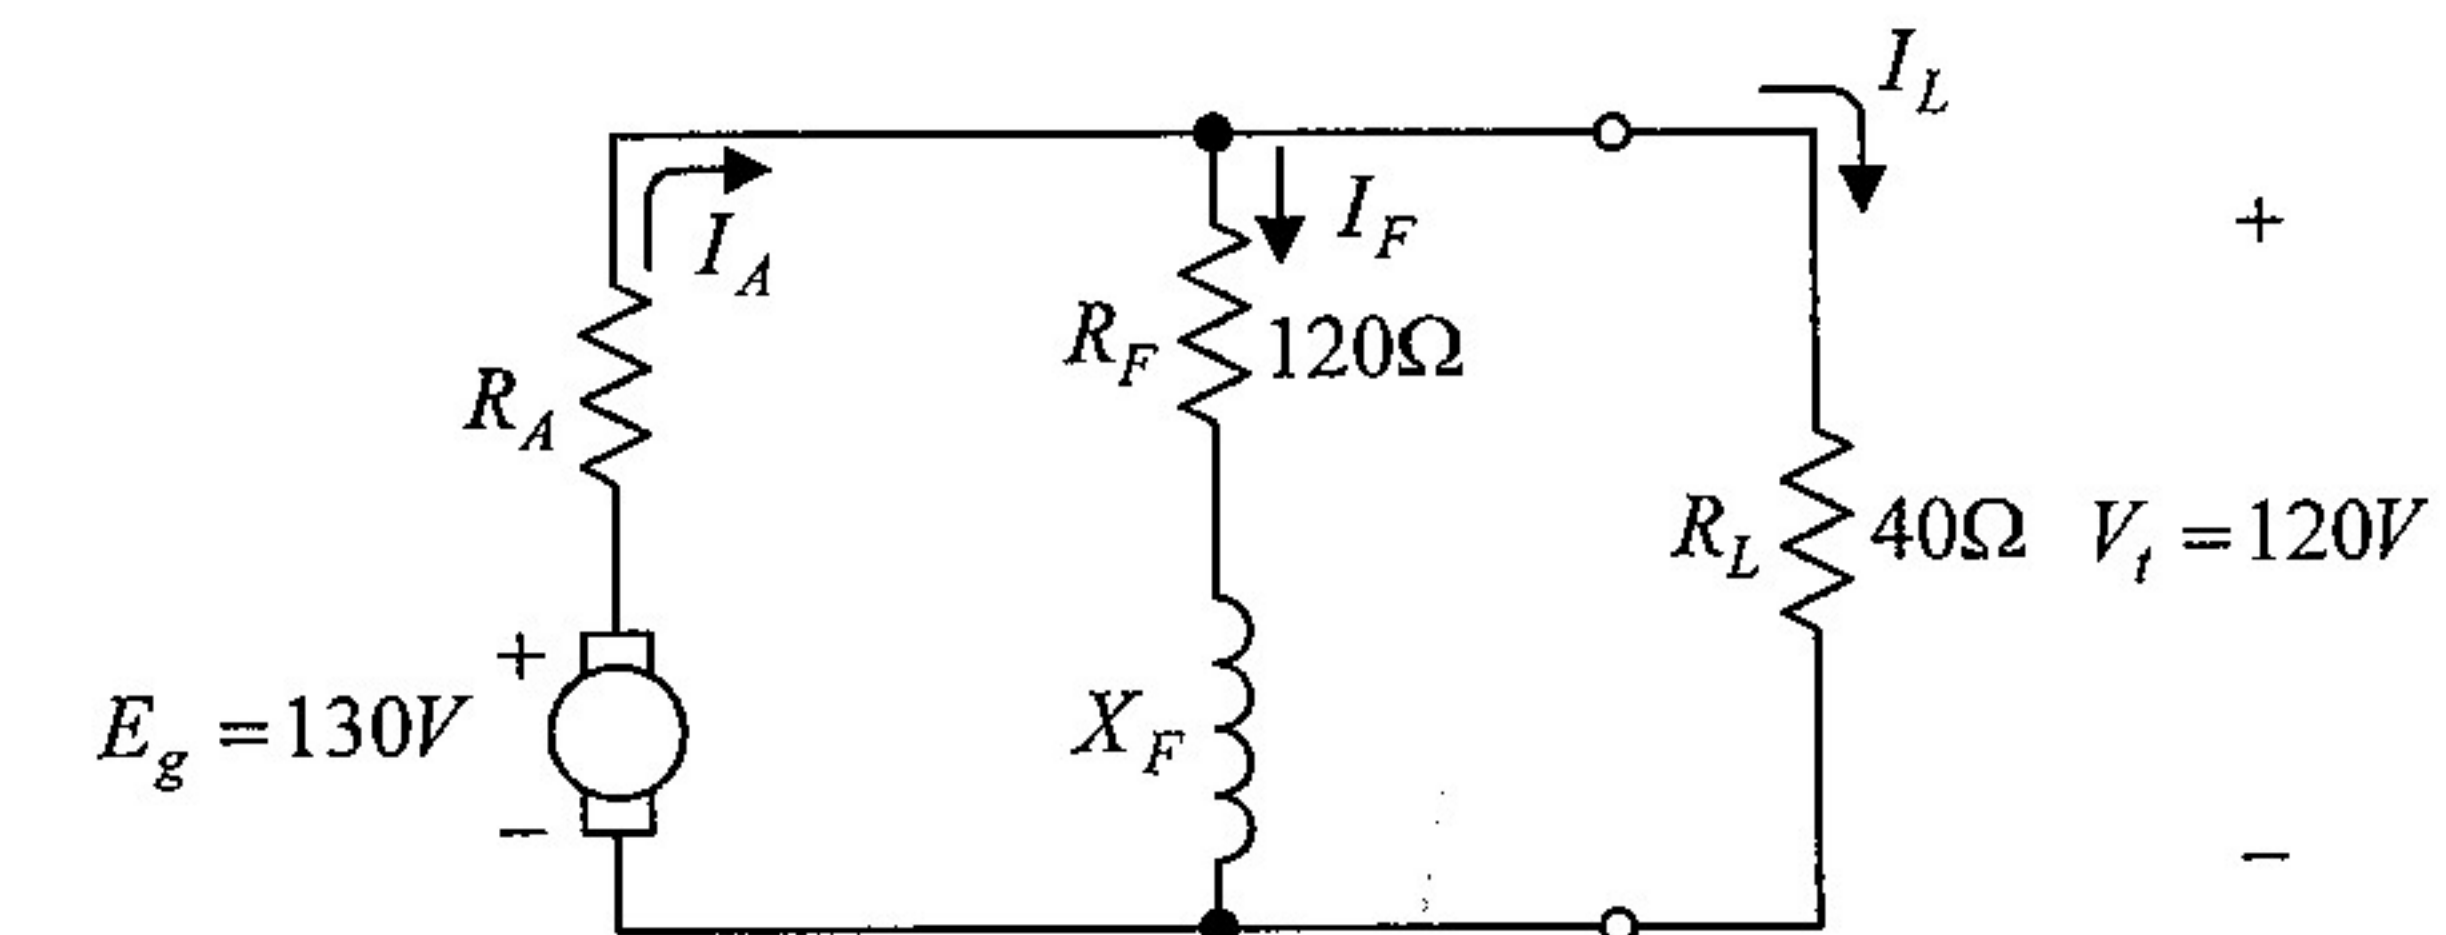 I_L
+
I_A
I_F
R_F 120Ω
R_A
R_L 40Ω V_t = 120V
+
E_g = 130V
X_F
−
−